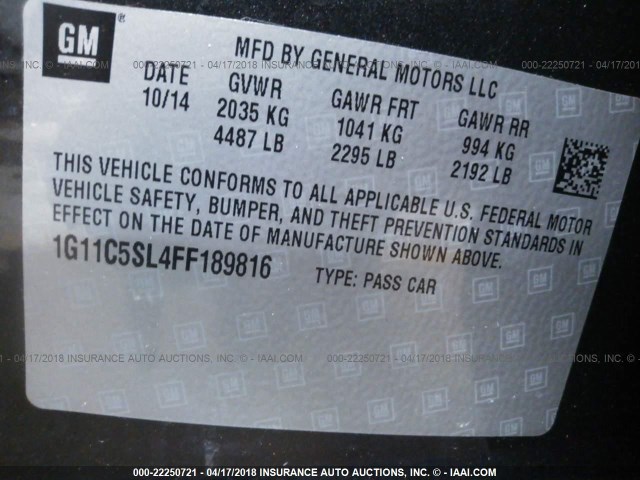 GM
MFD BY GENERAL MOTORS LLC
DATE GVWR GAWR FRT GAWR RR
10/14 2035 KG 1041 KG 994 KG
4487 LB 2295 LB 2192 LB
THIS VEHICLE CONFORMS TO ALL APPLICABLE U.S. FEDERAL MOTOR
VEHICLE SAFETY, BUMPER, AND THEFT PREVENTION STANDARDS IN
EFFECT ON THE DATE OF MANUFACTURE SHOWN ABOVE.
1G11C5SL4FF189816 TYPE: PASS CAR
000-22250721 - 04/17/2018 INSURANCE AUTO AUCTIONS, INC. - IAAI.COM